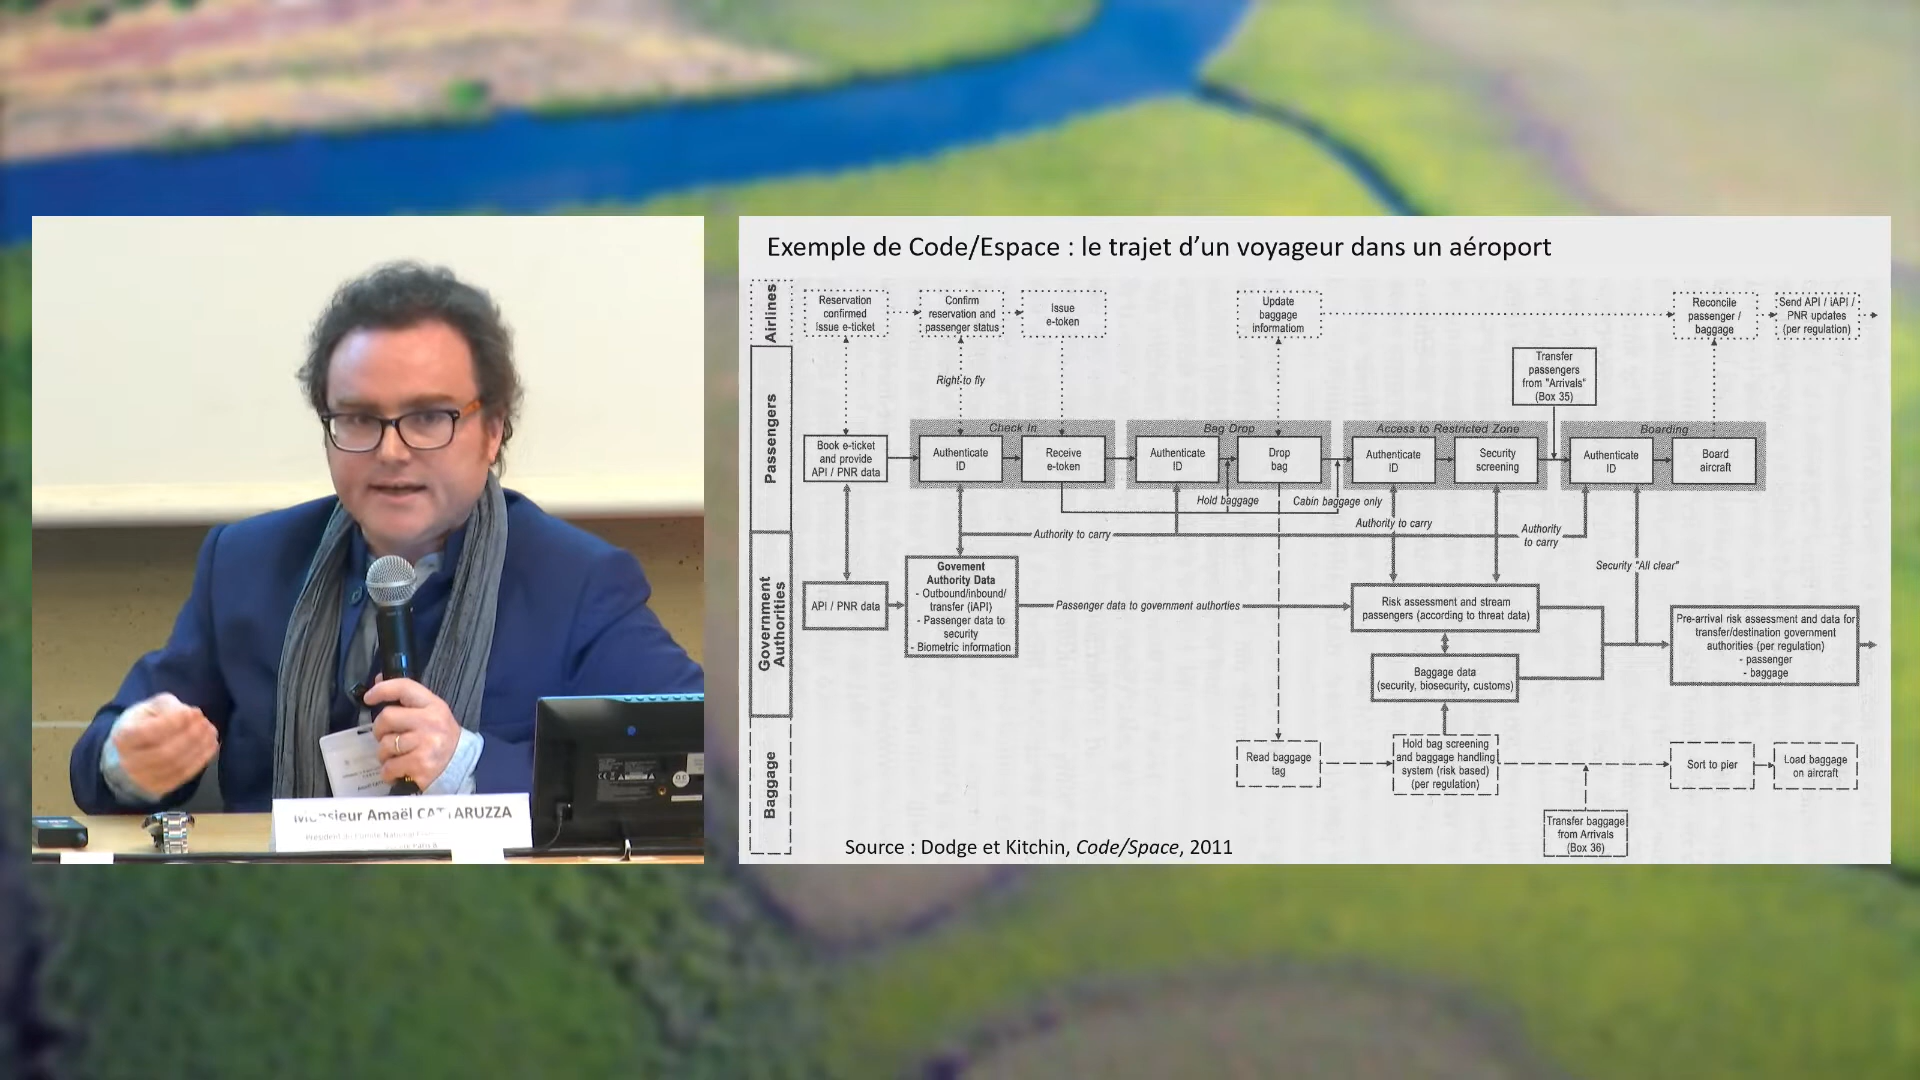 Exemple de Code/Espace : le trajet d'un voyageur dans un aéroport
Airlines
Reservation
confirmed
Issue e-ticket
Confirm
reservation and
passenger status
Issue
e-token
Update
baggage
informatiom
Reconcile
passenger /
baggage
Send API / iAPI /
PNR updates
(per regulation)
Right to fly
Transfer
passengers
from "Arrivals"
(Box 35)
Passengers
Check In
Bag Drop
Access to Restricted Zone
Boarding
Book e-ticket
and provide
API / PNR data
Authenticate
ID
Receive
e-token
Authenticate
ID
Drop
bag
Authenticate
ID
Security
screening
Authenticate
ID
Board
aircraft
Hold baggage
Cabin baggage only
Authority to carry
Authority to carry
Authority
to carry
Security "All clear"
Government
Authorities
API / PNR data
Goverment
Authority Data
- Outbound/inbound/
transfer (iAPI)
- Passenger data to
security
- Biometric information
Passenger data to government authorties
Risk assessment and stream
passengers (according to threat data)
Baggage data
(security, biosecurity, customs)
Pre-arrival risk assessment and data for
transfer/destination government
authorities (per regulation)
- passenger
- baggage
Baggage
Read baggage
tag
Hold bag screening
and baggage handling
system (risk based)
(per regulation)
Sort to pier
Load baggage
on aircraft
Transfer baggage
from Arrivals
(Box 36)
Source : Dodge et Kitchin, Code/Space, 2011
Monsieur Amaël CATTARUZZA
Président du Comité National